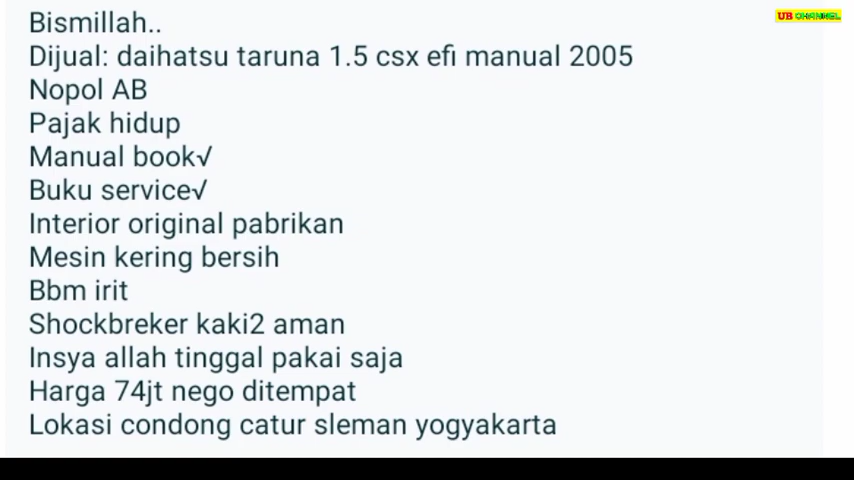 UB CHANNEL
Bismillah..
Dijual: daihatsu taruna 1.5 csx efi manual 2005
Nopol AB
Pajak hidup
Manual book√
Buku service√
Interior original pabrikan
Mesin kering bersih
Bbm irit
Shockbreker kaki2 aman
Insya allah tinggal pakai saja
Harga 74jt nego ditempat
Lokasi condong catur sleman yogyakarta